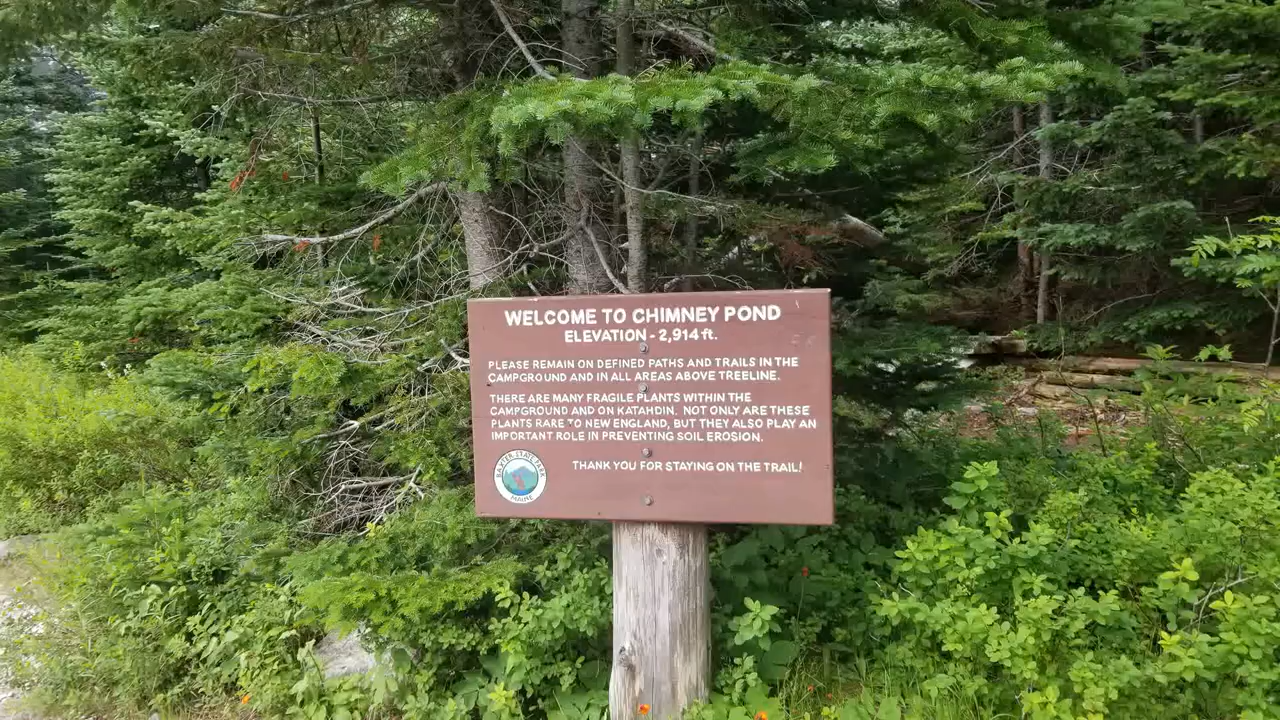 WELCOME TO CHIMNEY POND
ELEVATION - 2,914 ft.
PLEASE REMAIN ON DEFINED PATHS AND TRAILS IN THE
CAMPGROUND AND IN ALL AREAS ABOVE TREELINE.
THERE ARE MANY FRAGILE PLANTS WITHIN THE
CAMPGROUND AND ON KATAHDIN. NOT ONLY ARE THESE
PLANTS RARE TO NEW ENGLAND, BUT THEY ALSO PLAY AN
IMPORTANT ROLE IN PREVENTING SOIL EROSION.
THANK YOU FOR STAYING ON THE TRAIL!
BAXTER STATE PARK
MAINE